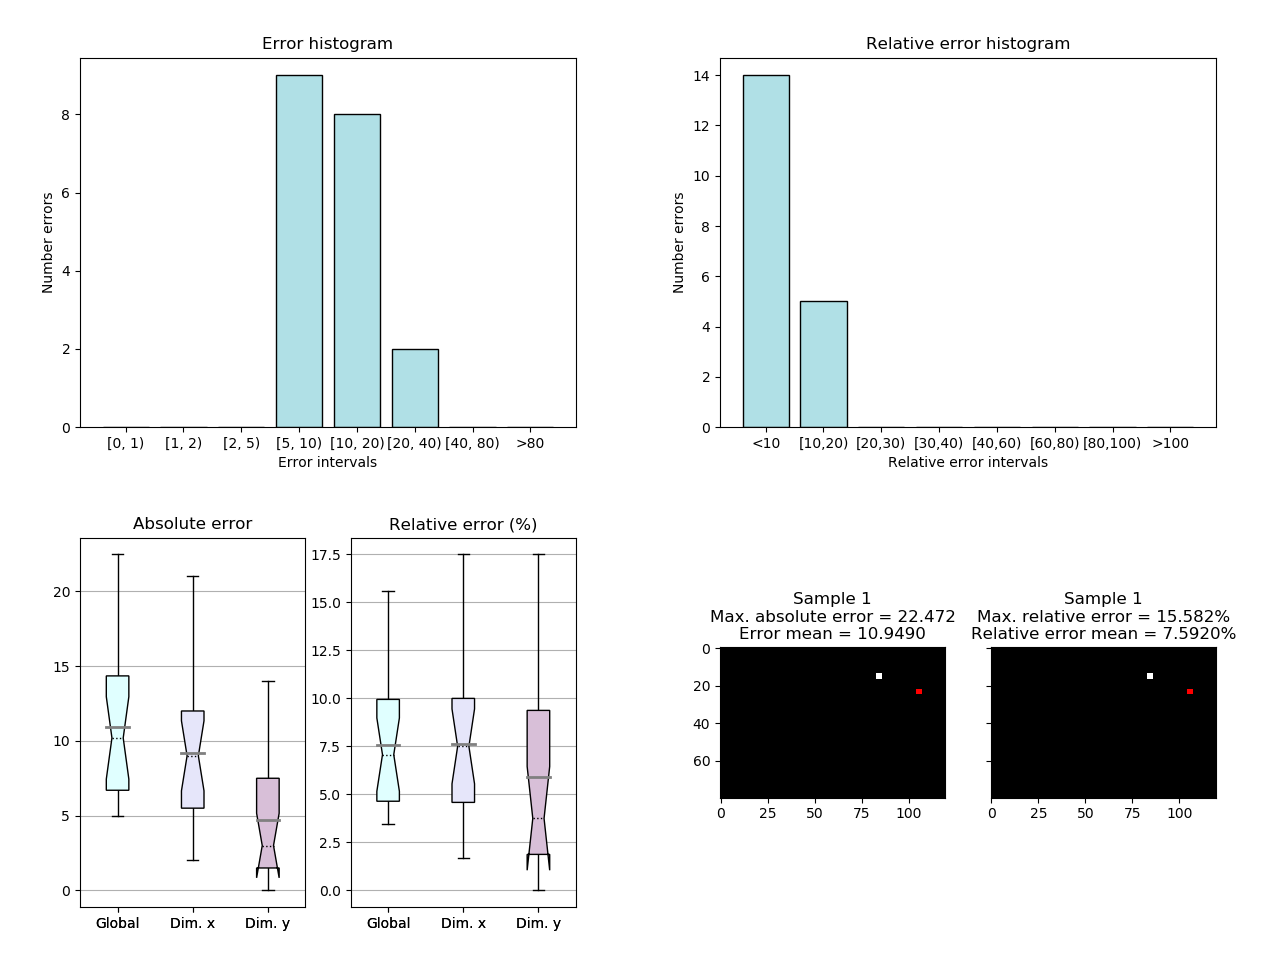 Error histogram
Number errors
8
6
4
2
0
[0, 1) [1, 2) [2, 5) [5, 10) [10, 20) [20, 40) [40, 80) >80
Error intervals
Relative error histogram
Number errors
14
12
10
8
6
4
2
0
<10 [10,20) [20,30) [30,40) [40,60) [60,80) [80,100) >100
Relative error intervals
Absolute error
20
15
10
5
0
Global Dim. x Dim. y
Relative error (%)
17.5
15.0
12.5
10.0
7.5
5.0
2.5
0.0
Global Dim. x Dim. y
Sample 1
Max. absolute error = 22.472
Error mean = 10.9490
0
20
40
60
0 25 50 75 100
Sample 1
Max. relative error = 15.582%
Relative error mean = 7.5920%
0 25 50 75 100